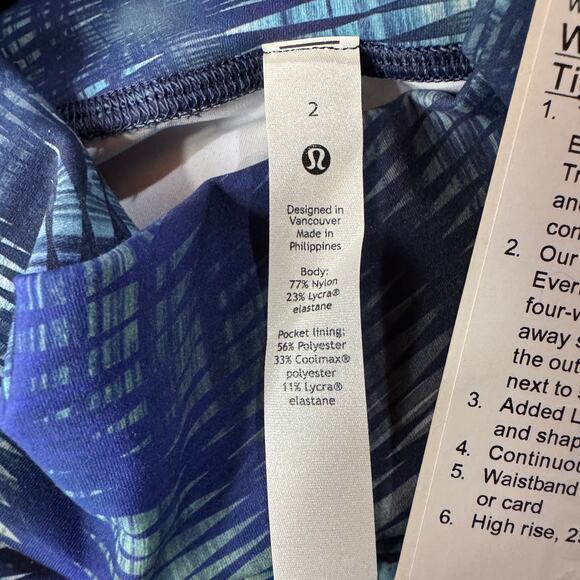 2
Designed in
Vancouver
Made in
Philippines
Body:
77% Nylon
23% Lycra®
elastane
Pocket lining:
56% Polyester
33% Coolmax®
polyester
11% Lycra®
elastane
W
Ti
1.
E
Tr
and
con
2. Our
Ever
four-w
away s
the out
next to
3. Added L
and shap
4. Continuou
5. Waistband
or card
6. High rise, 25